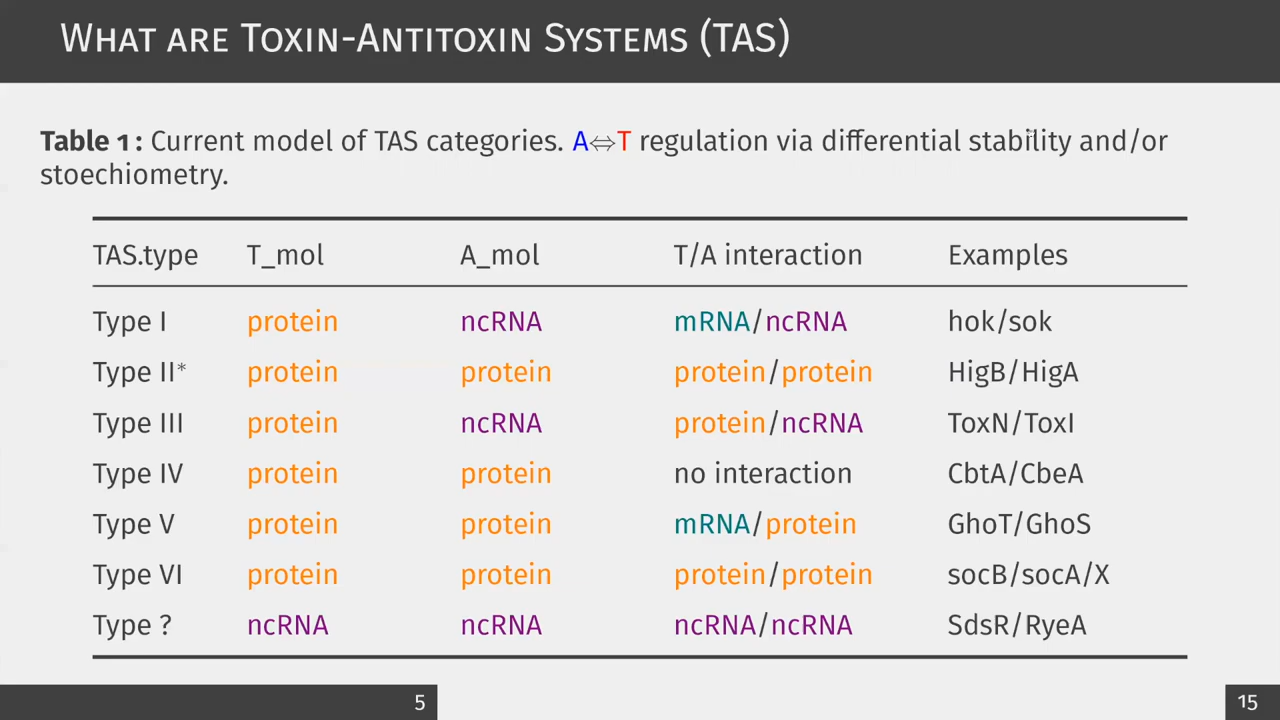 What are Toxin-Antitoxin Systems (TAS)
Table 1: Current model of TAS categories. A⇔T regulation via differential stability and/or
stoechiometry.
TAS.type T_mol A_mol T/A interaction Examples
Type I protein ncRNA mRNA/ncRNA hok/sok
Type II* protein protein protein/protein HigB/HigA
Type III protein ncRNA protein/ncRNA ToxN/ToxI
Type IV protein protein no interaction CbtA/CbeA
Type V protein protein mRNA/protein GhoT/GhoS
Type VI protein protein protein/protein socB/socA/X
Type ? ncRNA ncRNA ncRNA/ncRNA SdsR/RyeA
5 15